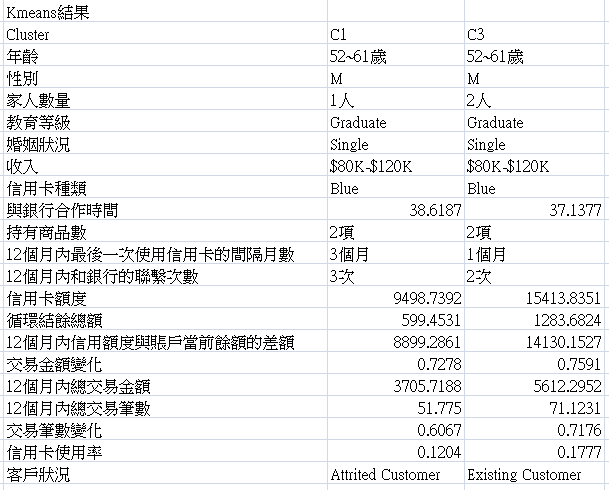 Kmeans結果
Cluster C1 C3
年齡 52~61歲 52~61歲
性別 M M
家人數量 1人 2人
教育等級 Graduate Graduate
婚姻狀況 Single Single
收入 $80K-$120K $80K-$120K
信用卡種類 Blue Blue
與銀行合作時間 38.6187 37.1377
持有商品數 2項 2項
12個月內最後一次使用信用卡的間隔月數 3個月 1個月
12個月內和銀行的聯繫次數 3次 2次
信用卡額度 9498.7392 15413.8351
循環結餘總額 599.4531 1283.6824
12個月內信用額度與賬戶當前餘額的差額 8899.2861 14130.1527
交易金額變化 0.7278 0.7591
12個月內總交易金額 3705.7188 5612.2952
12個月內總交易筆數 51.775 71.1231
交易筆數變化 0.6067 0.7176
信用卡使用率 0.1204 0.1777
客戶狀況 Attrited Customer Existing Customer